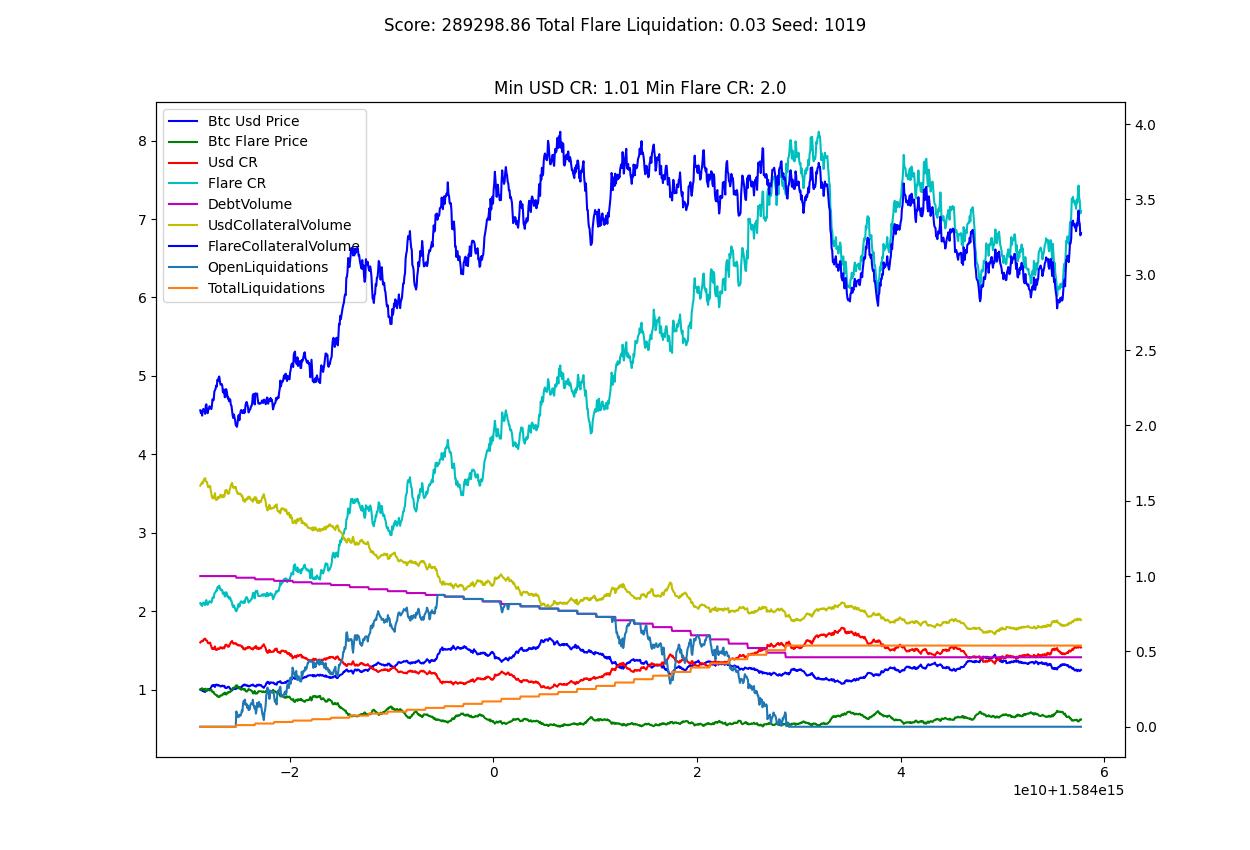 Score: 289298.86 Total Flare Liquidation: 0.03 Seed: 1019
Min USD CR: 1.01 Min Flare CR: 2.0
Btc Usd Price
Btc Flare Price
Usd CR
Flare CR
DebtVolume
UsdCollateralVolume
FlareCollateralVolume
OpenLiquidations
TotalLiquidations
8
7
6
5
4
3
2
1
4.0
3.5
3.0
2.5
2.0
1.5
1.0
0.5
0.0
−2 0 2 4 6
1e10+1.584e15